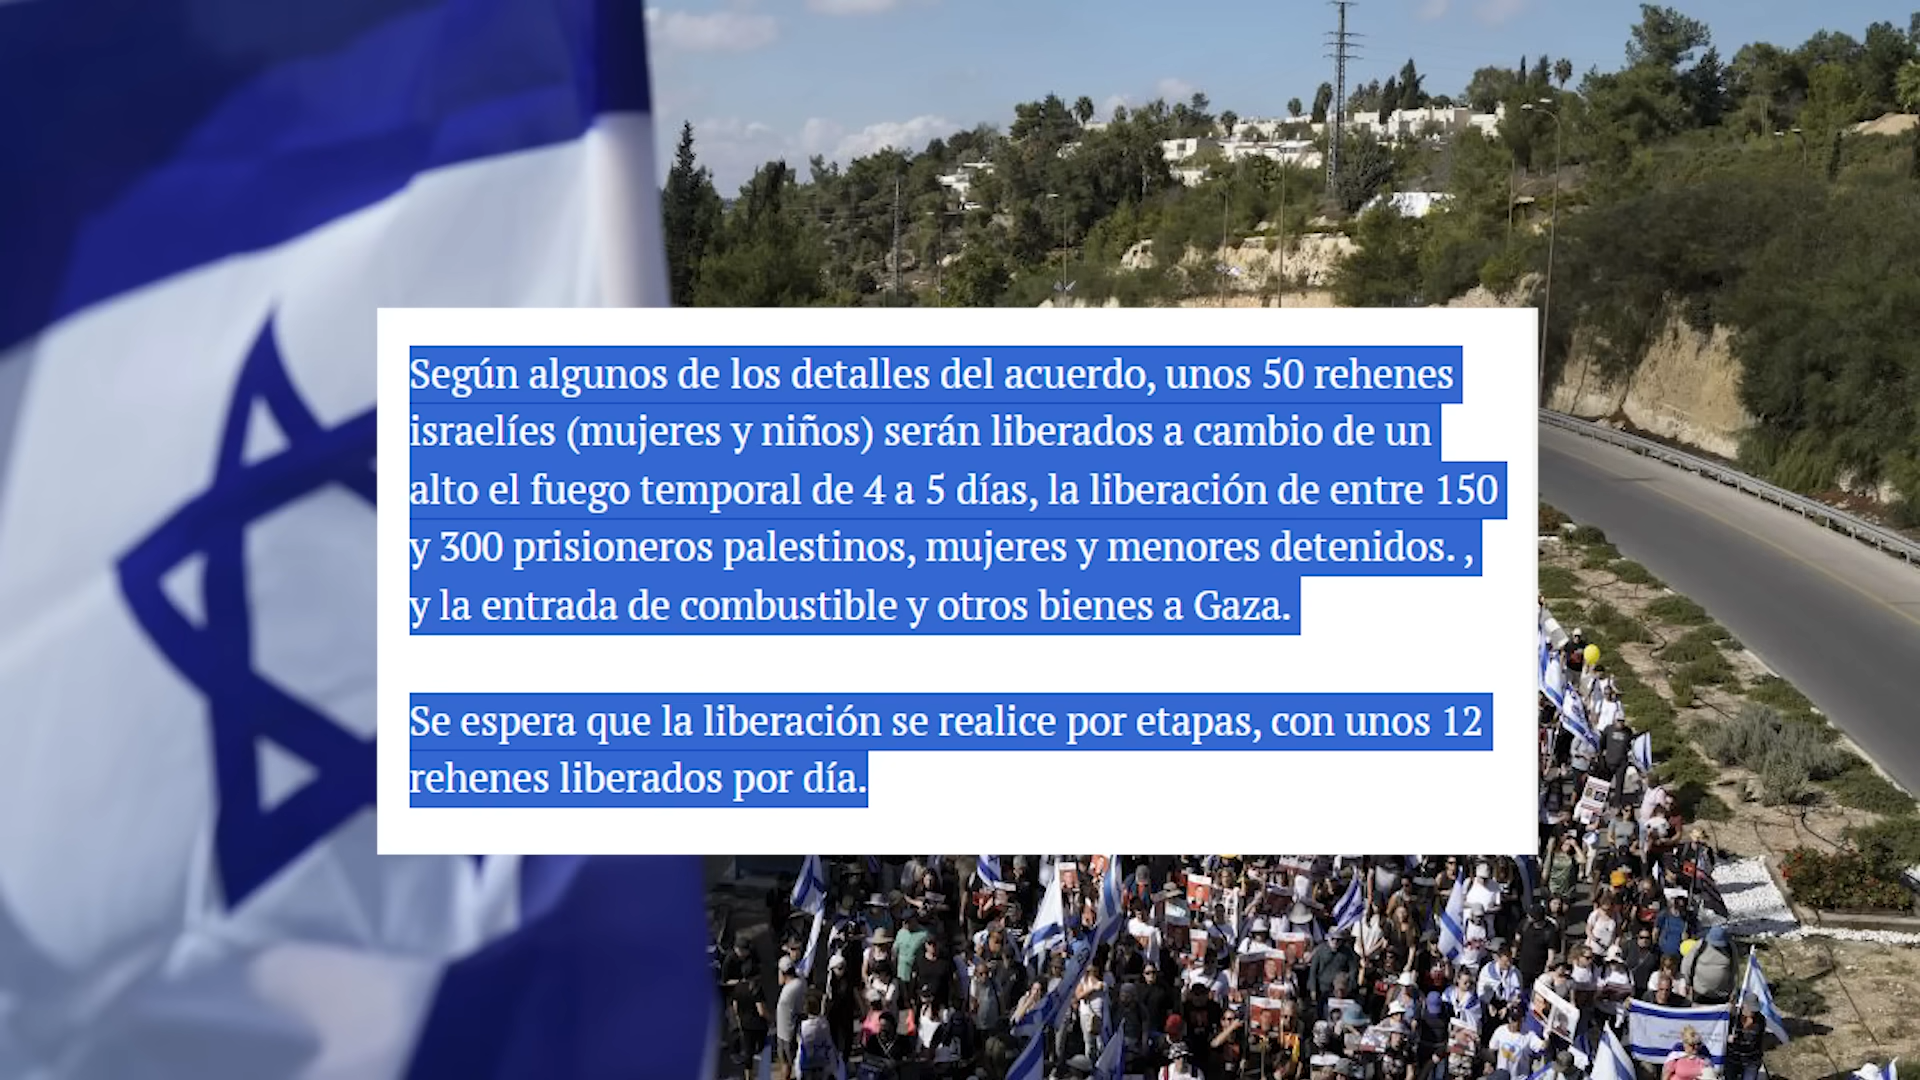 Según algunos de los detalles del acuerdo, unos 50 rehenes
israelíes (mujeres y niños) serán liberados a cambio de un
alto el fuego temporal de 4 a 5 días, la liberación de entre 150
y 300 prisioneros palestinos, mujeres y menores detenidos. ,
y la entrada de combustible y otros bienes a Gaza.
Se espera que la liberación se realice por etapas, con unos 12
rehenes liberados por día.